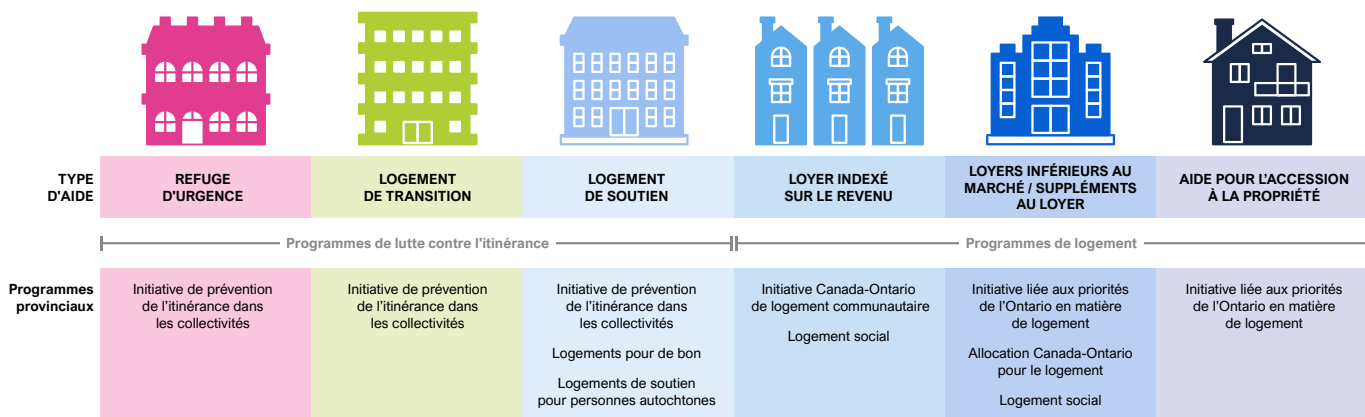 TYPE
D'AIDE
REFUGE
D'URGENCE
LOGEMENT
DE TRANSITION
LOGEMENT
DE SOUTIEN
LOYER INDEXÉ
SUR LE REVENU
LOYERS INFÉRIEURS AU
MARCHÉ / SUPPLÉMENTS
AU LOYER
AIDE POUR L'ACCESSION
À LA PROPRIÉTÉ
Programmes de lutte contre l'itinérance
Programmes de logement
Programmes
provinciaux
Initiative de prévention
de l'itinérance dans
les collectivités
Initiative de prévention
de l'itinérance dans
les collectivités
Initiative de prévention
de l'itinérance dans
les collectivités
Logements pour de bon
Logements de soutien
pour personnes autochtones
Initiative Canada-Ontario
de logement communautaire
Logement social
Initiative liée aux priorités
de l'Ontario en matière
de logement
Allocation Canada-Ontario
pour le logement
Logement social
Initiative liée aux priorités
de l'Ontario en matière
de logement